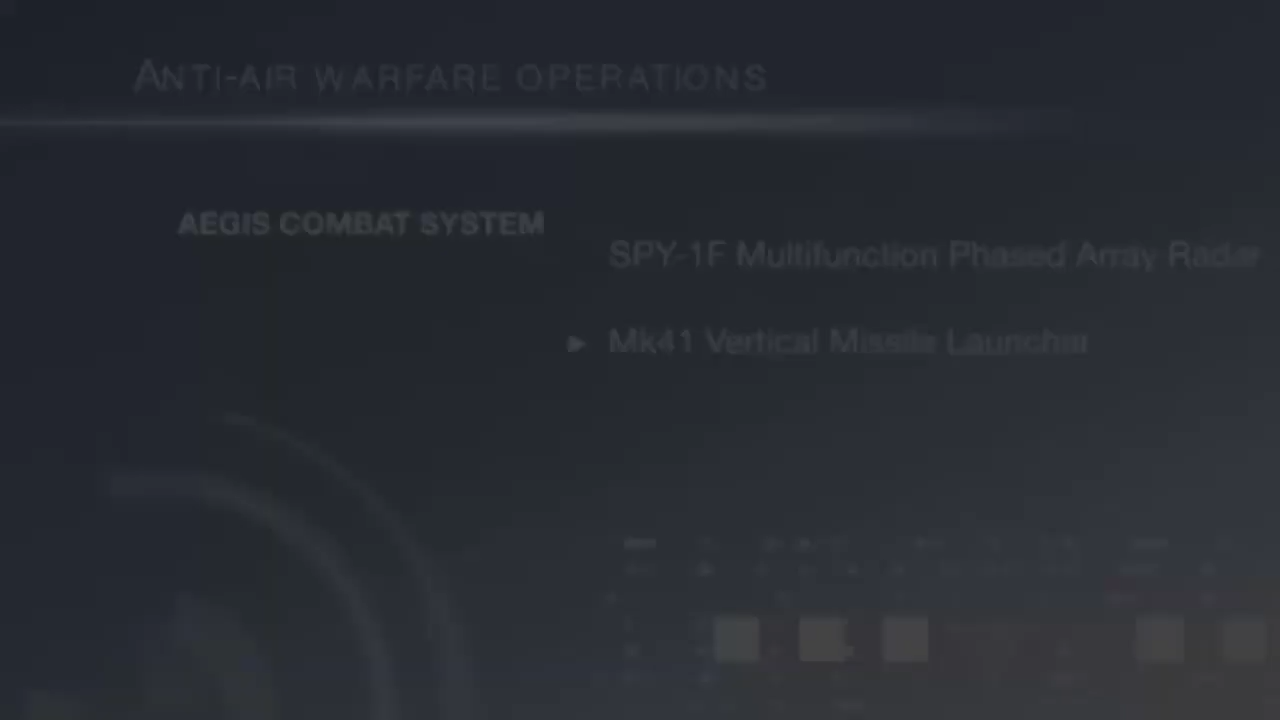 ANTI-AIR WARFARE OPERATIONS
AEGIS COMBAT SYSTEM
SPY-1F Multifunction Phased Array Radar
► Mk41 Vertical Missile Launcher